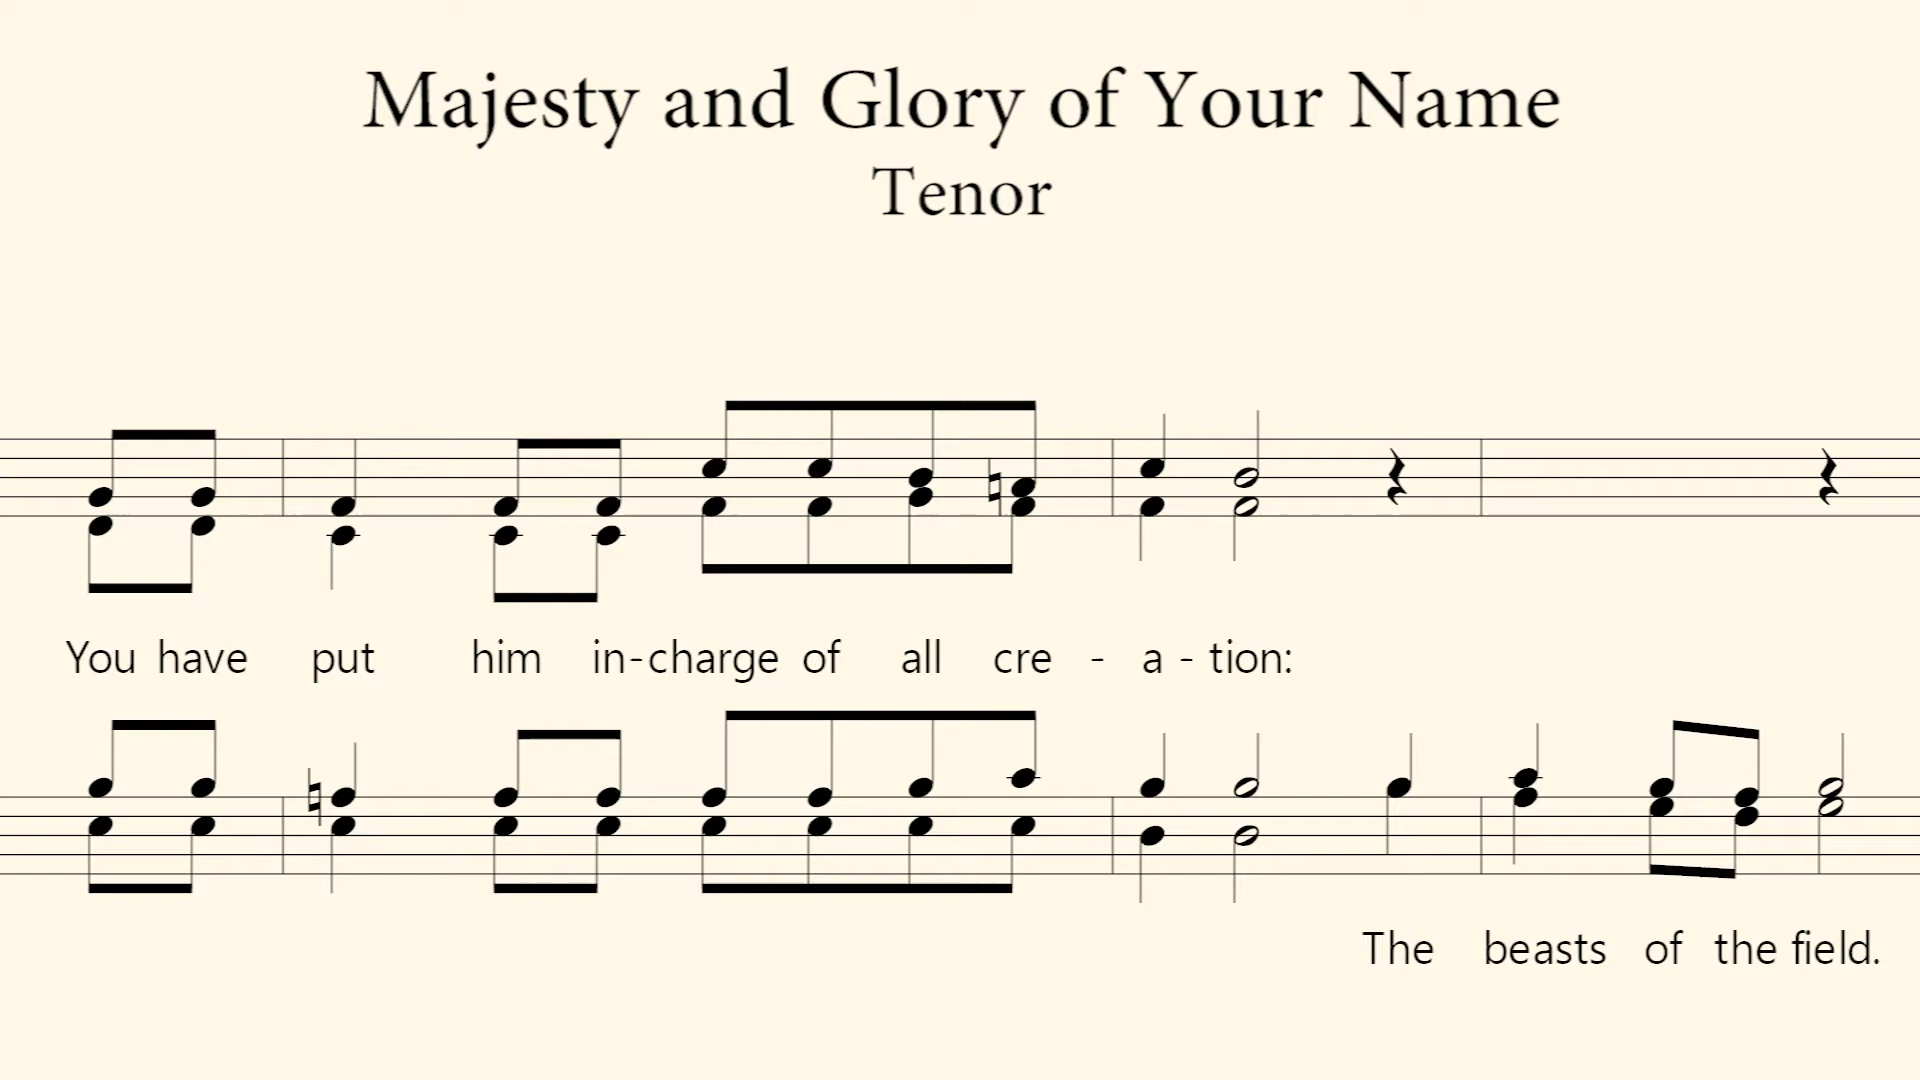 Majesty and Glory of Your Name
Tenor
You have put him in-charge of all cre - a - tion:
The beasts of the field.